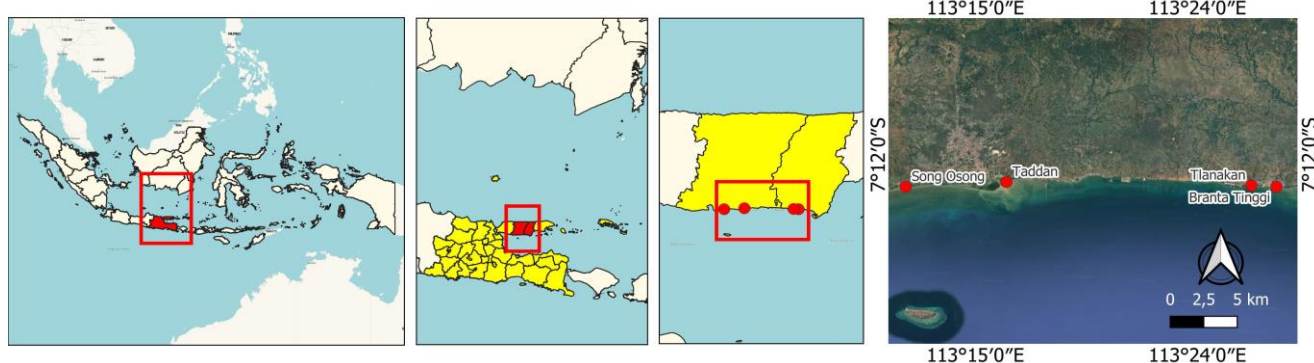 113°15′0″E
113°24′0″E
7°12′0″S
7°12′0″S
Song Osong
Taddan
Tlanakan
Branta Tinggi
0
2,5
5 km
113°15′0″E
113°24′0″E